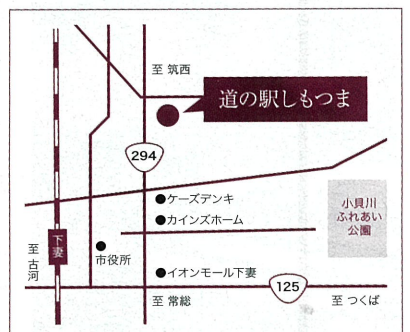 至 筑西
道の駅しもつま
294
ケーズデンキ
カインズホーム
小貝川
ふれあい
公園
下妻
至古河
市役所
イオンモール下妻
125
至 常総
至 つくば